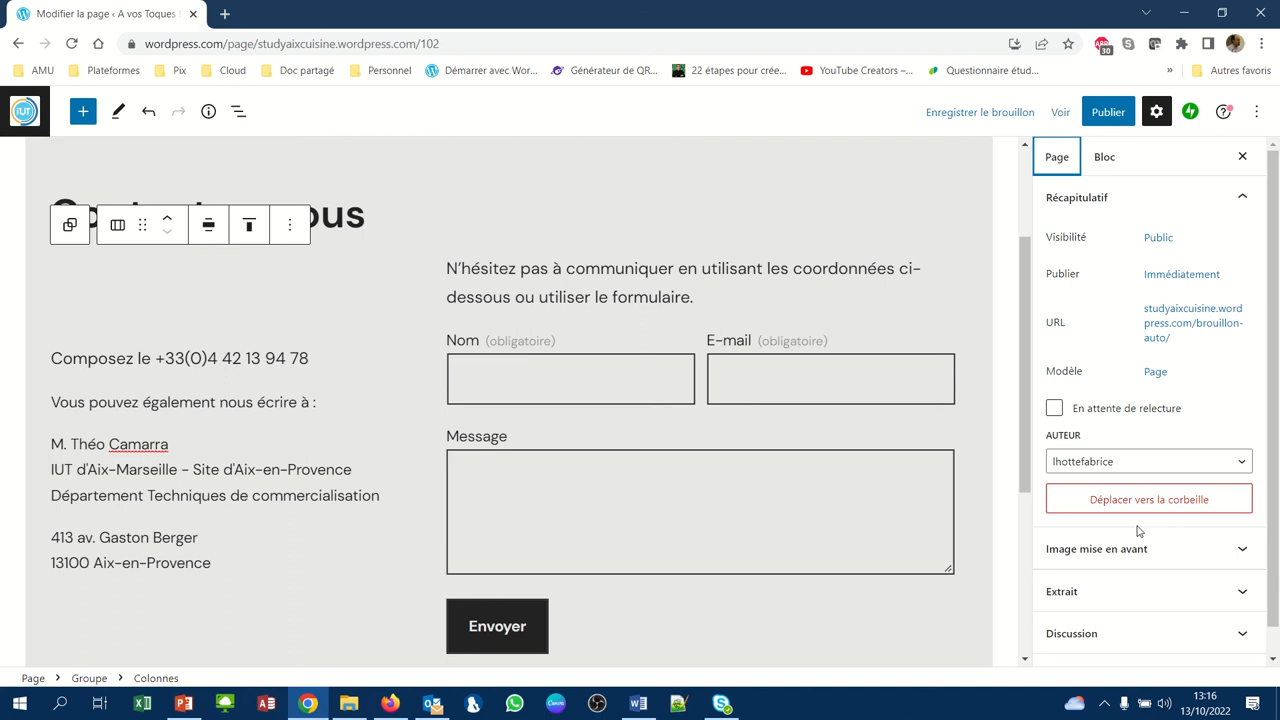 Modifier la page ‹ A vos Toques
wordpress.com/page/studyaixcuisine.wordpress.com/102
30
AMU
Plateformes
Pix
Cloud
Doc partagé
Personnel
Démarrer avec Wor...
Générateur de QR...
22 étapes pour crée...
YouTube Creators –...
Questionnaire étud...
»
Autres favoris
iUT
Enregistrer le brouillon
Voir
Publier
Page
Bloc
Récapitulatif
Visibilité
Public
Publier
Immédiatement
URL
studyaixcuisine.word
press.com/brouillon-
auto/
Modèle
Page
En attente de relecture
AUTEUR
lhottefabrice
Déplacer vers la corbeille
Image mise en avant
Extrait
Discussion
N'hésitez pas à communiquer en utilisant les coordonnées ci-
dessous ou utiliser le formulaire.
Nom (obligatoire)
E-mail (obligatoire)
Message
Envoyer
Composez le +33(0)4 42 13 94 78
Vous pouvez également nous écrire à :
M. Théo Camarra
IUT d'Aix-Marseille - Site d'Aix-en-Provence
Département Techniques de commercialisation
413 av. Gaston Berger
13100 Aix-en-Provence
Page
Groupe
Colonnes
13:16
13/10/2022